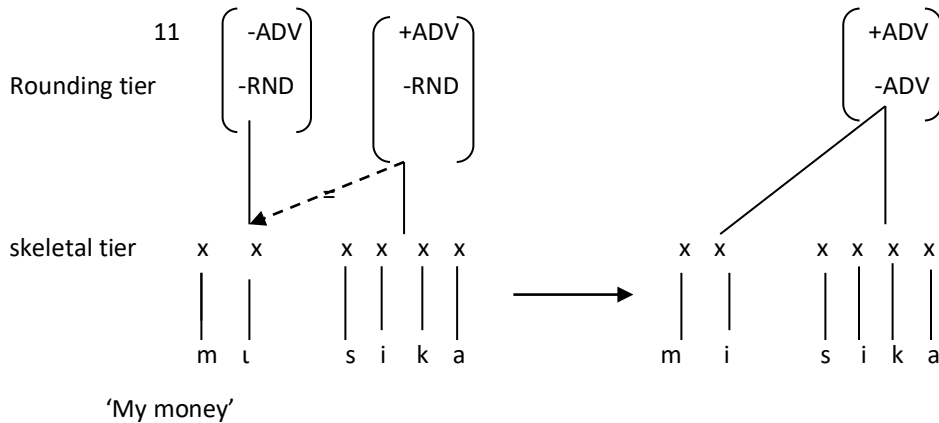 11 -ADV +ADV +ADV
Rounding tier -RND -RND -ADV
=
skeletal tier x x x x x x x x x x x x
m ɩ s i k a m i s i k a
‘My money’